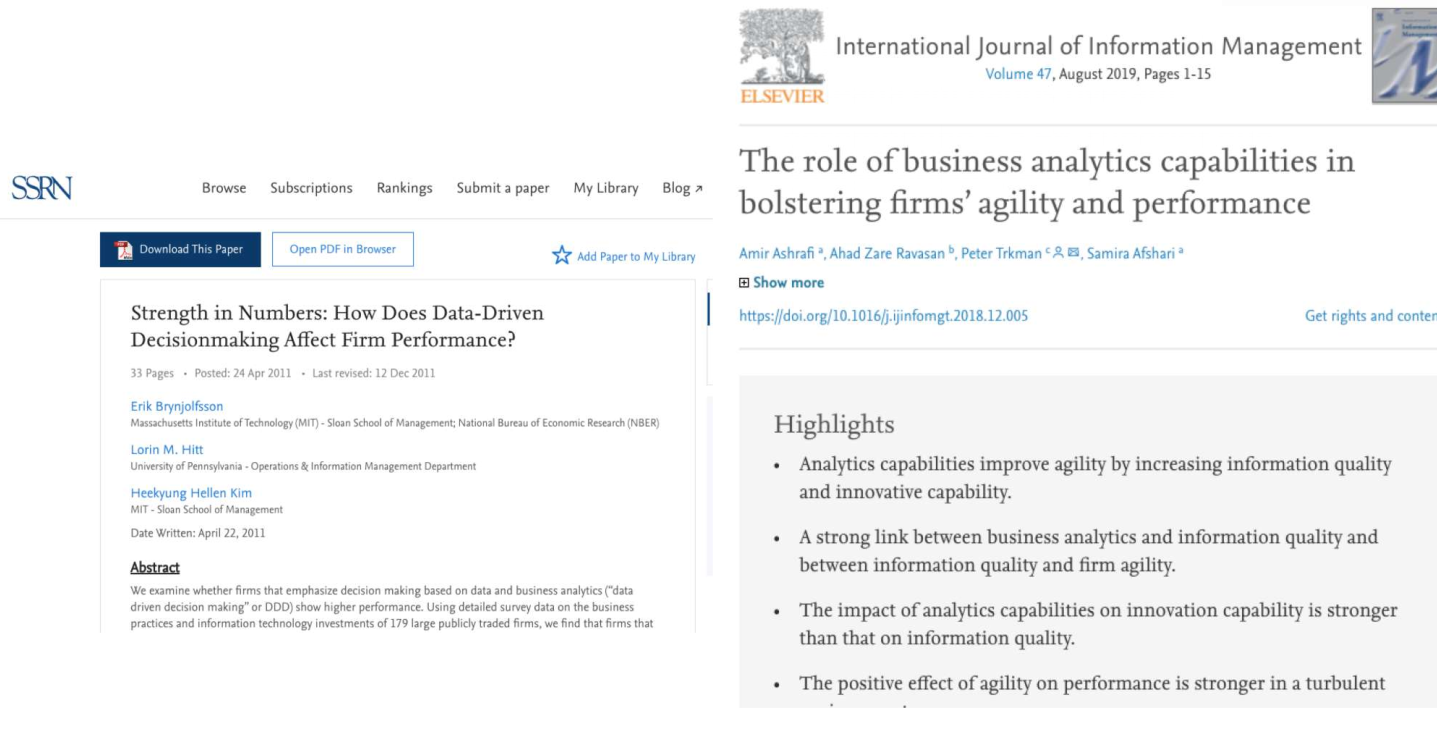 SSRN
Browse Subscriptions Rankings Submit a paper My Library Blog ↗
Download This Paper
Open PDF in Browser
Add Paper to My Library
Strength in Numbers: How Does Data-Driven
Decisionmaking Affect Firm Performance?
33 Pages • Posted: 24 Apr 2011 • Last revised: 12 Dec 2011
Erik Brynjolfsson
Massachusetts Institute of Technology (MIT) - Sloan School of Management; National Bureau of Economic Research (NBER)
Lorin M. Hitt
University of Pennsylvania - Operations & Information Management Department
Heekyung Hellen Kim
MIT - Sloan School of Management
Date Written: April 22, 2011
Abstract
We examine whether firms that emphasize decision making based on data and business analytics (“data
driven decision making” or DDD) show higher performance. Using detailed survey data on the business
practices and information technology investments of 179 large publicly traded firms, we find that firms that
ELSEVIER
International Journal of Information Management
Volume 47, August 2019, Pages 1-15
The role of business analytics capabilities in
bolstering firms’ agility and performance
Amir Ashrafi a, Ahad Zare Ravasan b, Peter Trkman c, Samira Afshari a
Show more
https://doi.org/10.1016/j.ijinfomgt.2018.12.005
Get rights and conten
Highlights
• Analytics capabilities improve agility by increasing information quality
and innovative capability.
• A strong link between business analytics and information quality and
between information quality and firm agility.
• The impact of analytics capabilities on innovation capability is stronger
than that on information quality.
• The positive effect of agility on performance is stronger in a turbulent